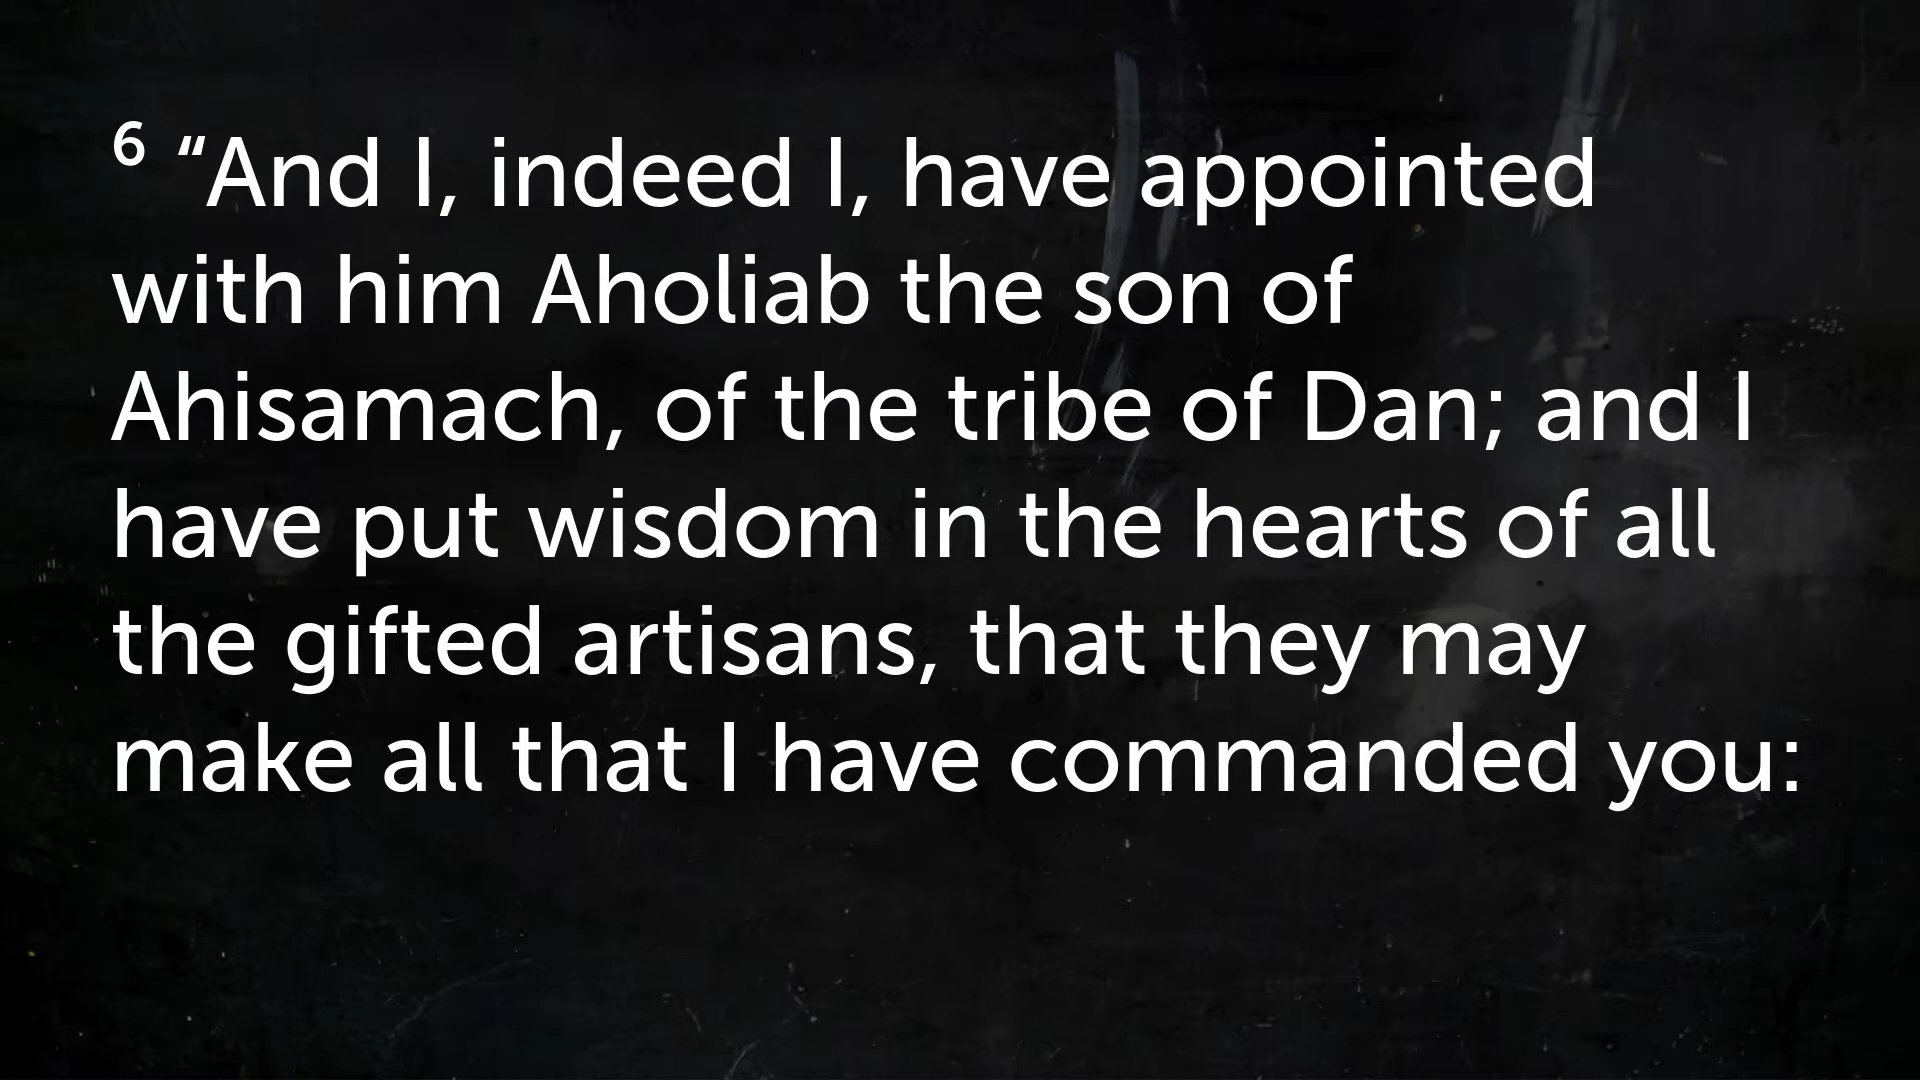 6 “And I, indeed I, have appointed
with him Aholiab the son of
Ahisamach, of the tribe of Dan; and I
have put wisdom in the hearts of all
the gifted artisans, that they may
make all that I have commanded you: